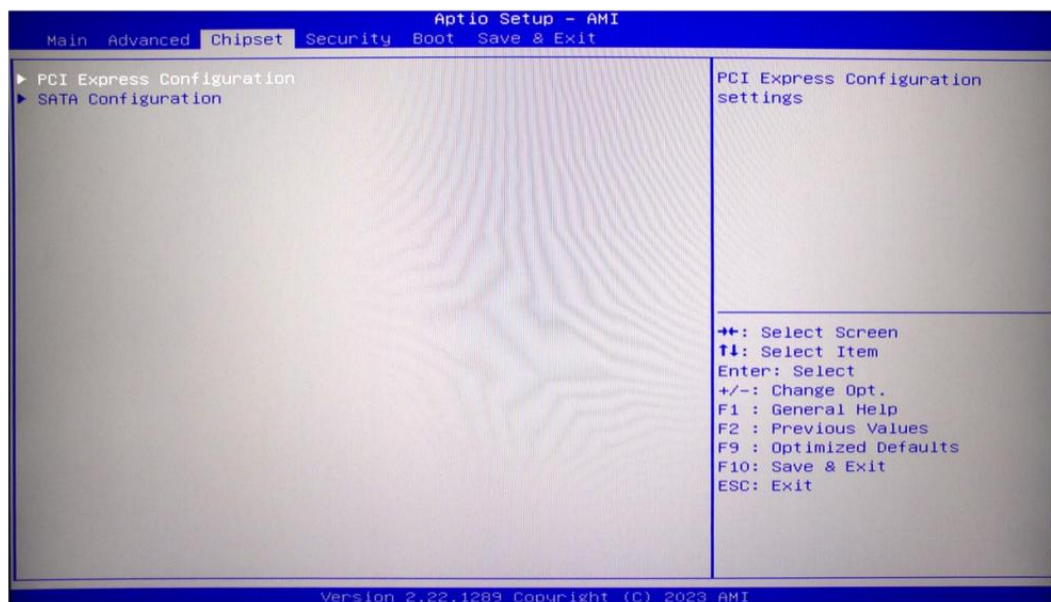 Aptio Setup – AMI
Main Advanced Chipset Security Boot Save & Exit
▶ PCI Express Configuration
▶ SATA Configuration
PCI Express Configuration
settings
→←: Select Screen
↑↓: Select Item
Enter: Select
+/-: Change Opt.
F1 : General Help
F2 : Previous Values
F9 : Optimized Defaults
F10: Save & Exit
ESC: Exit
Version 2.22.1289 Copyright (C) 2023 AMI